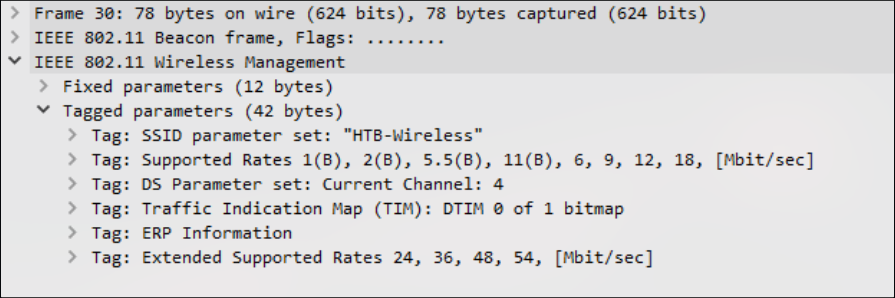 Frame 30: 78 bytes on wire (624 bits), 78 bytes captured (624 bits)
IEEE 802.11 Beacon frame, Flags: ........
IEEE 802.11 Wireless Management
Fixed parameters (12 bytes)
Tagged parameters (42 bytes)
Tag: SSID parameter set: "HTB-Wireless"
Tag: Supported Rates 1(B), 2(B), 5.5(B), 11(B), 6, 9, 12, 18, [Mbit/sec]
Tag: DS Parameter set: Current Channel: 4
Tag: Traffic Indication Map (TIM): DTIM 0 of 1 bitmap
Tag: ERP Information
Tag: Extended Supported Rates 24, 36, 48, 54, [Mbit/sec]